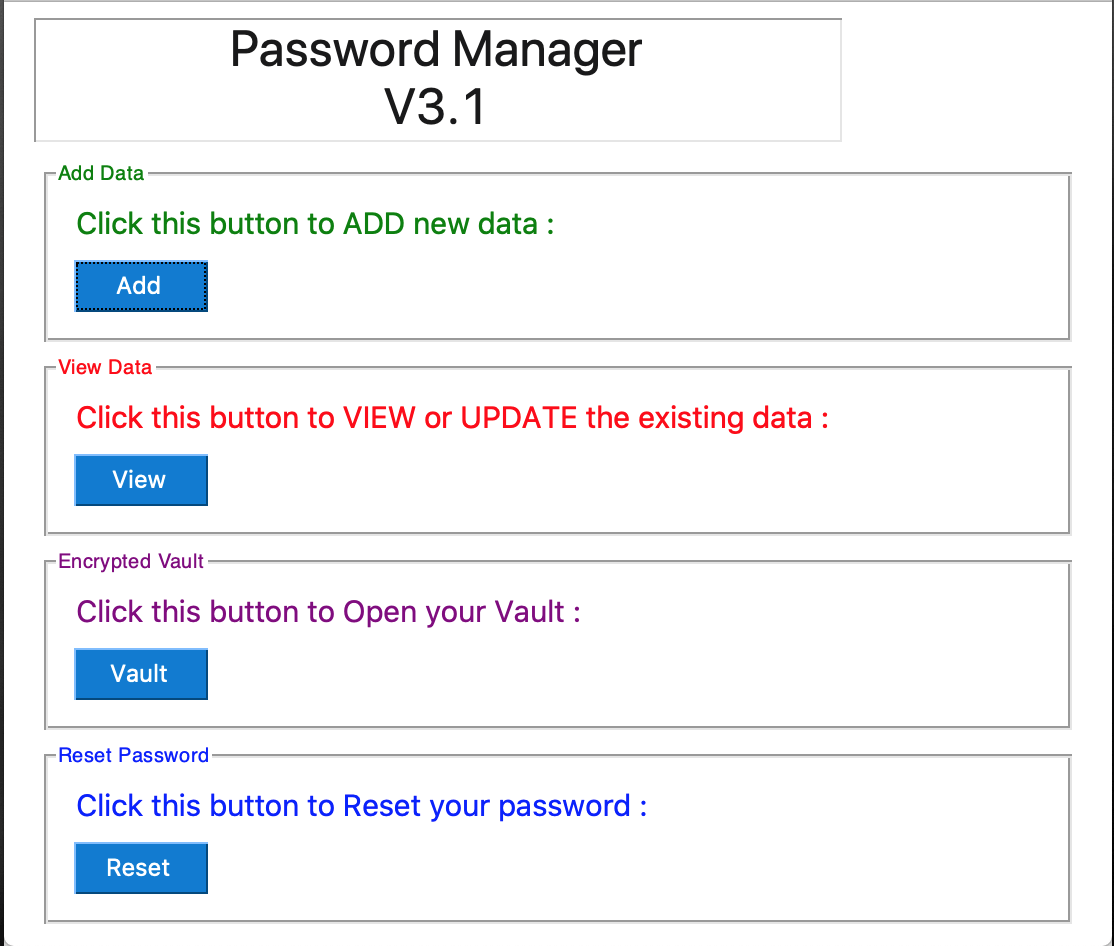 Password Manager
V3.1
Add Data
Click this button to ADD new data :
Add
View Data
Click this button to VIEW or UPDATE the existing data :
View
Encrypted Vault
Click this button to Open your Vault :
Vault
Reset Password
Click this button to Reset your password :
Reset